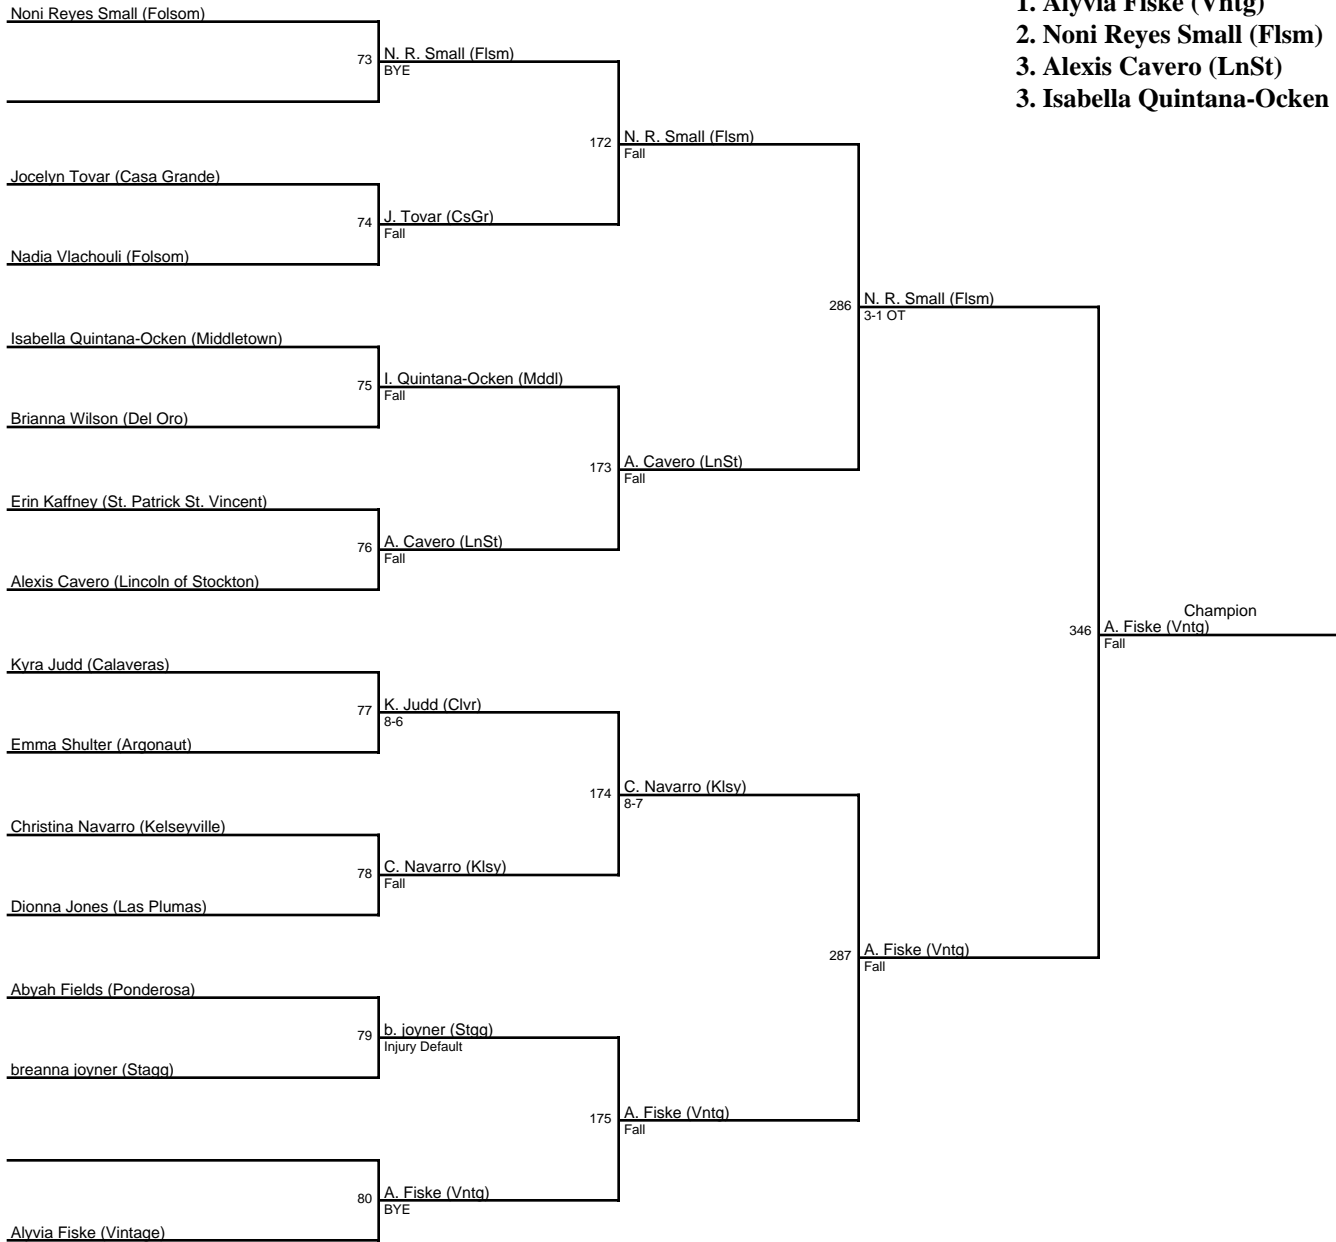 Noni Reyes Small (Folsom)
73
N. R. Small (Flsm)
BYE
172
N. R. Small (Flsm)
Fall
Jocelyn Tovar (Casa Grande)
74
J. Tovar (CsGr)
Fall
Nadia Vlachouli (Folsom)
286
N. R. Small (Flsm)
3-1 OT
Isabella Quintana-Ocken (Middletown)
75
I. Quintana-Ocken (Mddl)
Fall
Brianna Wilson (Del Oro)
173
A. Cavero (LnSt)
Fall
Erin Kaffney (St. Patrick St. Vincent)
76
A. Cavero (LnSt)
Fall
Alexis Cavero (Lincoln of Stockton)
Champion
346
A. Fiske (Vntg)
Fall
Kyra Judd (Calaveras)
77
K. Judd (Clvr)
8-6
Emma Shulter (Argonaut)
174
C. Navarro (Klsy)
8-7
Christina Navarro (Kelseyville)
78
C. Navarro (Klsy)
Fall
Dionna Jones (Las Plumas)
287
A. Fiske (Vntg)
Fall
Abyah Fields (Ponderosa)
79
b. joyner (Stgg)
Injury Default
breanna joyner (Stagg)
175
A. Fiske (Vntg)
Fall
80
A. Fiske (Vntg)
BYE
Alyvia Fiske (Vintage)
1. Alyvia Fiske (Vntg)
2. Noni Reyes Small (Flsm)
3. Alexis Cavero (LnSt)
3. Isabella Quintana-Ocken